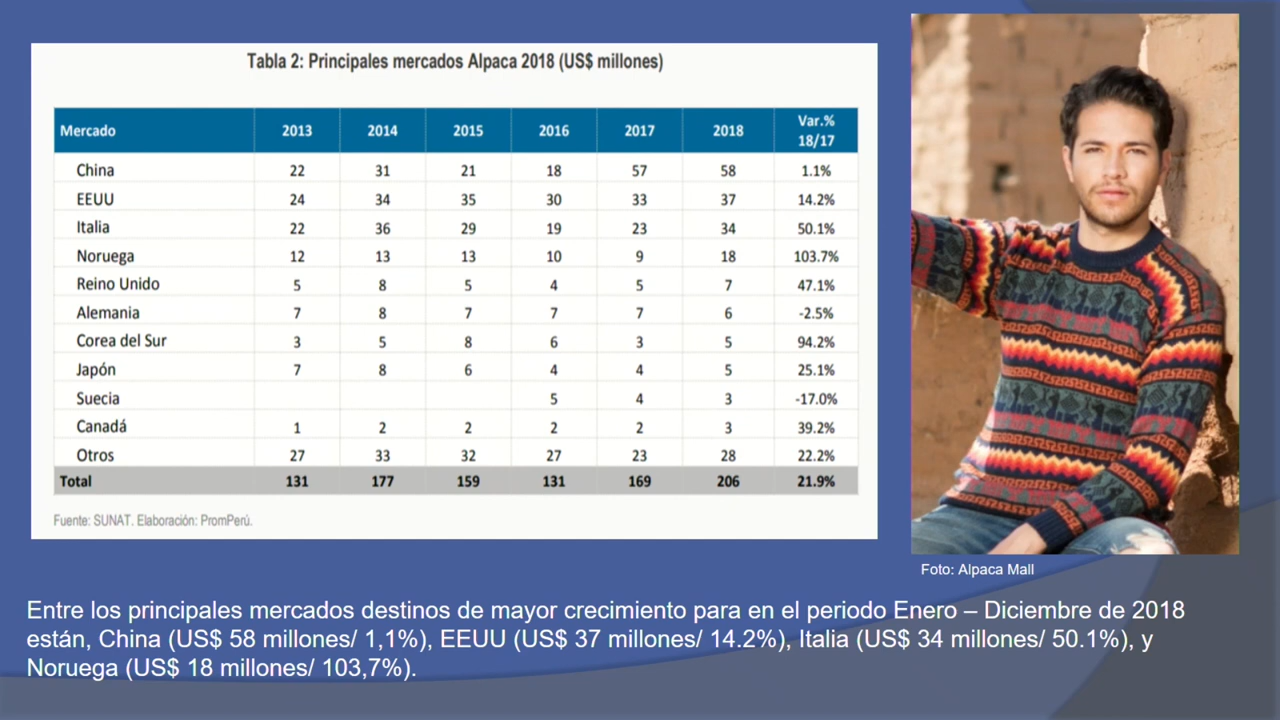 Tabla 2: Principales mercados Alpaca 2018 (US$ millones)
Mercado 2013 2014 2015 2016 2017 2018 Var.% 18/17
China 22 31 21 18 57 58 1.1%
EEUU 24 34 35 30 33 37 14.2%
Italia 22 36 29 19 23 34 50.1%
Noruega 12 13 13 10 9 18 103.7%
Reino Unido 5 8 5 4 5 7 47.1%
Alemania 7 8 7 7 7 6 -2.5%
Corea del Sur 3 5 8 6 3 5 94.2%
Japón 7 8 6 4 4 5 25.1%
Suecia 5 4 3 -17.0%
Canadá 1 2 2 2 2 3 39.2%
Otros 27 33 32 27 23 28 22.2%
Total 131 177 159 131 169 206 21.9%
Fuente: SUNAT. Elaboración: PromPerú.
Foto: Alpaca Mall
Entre los principales mercados destinos de mayor crecimiento para en el periodo Enero – Diciembre de 2018
están, China (US$ 58 millones/ 1,1%), EEUU (US$ 37 millones/ 14.2%), Italia (US$ 34 millones/ 50.1%), y
Noruega (US$ 18 millones/ 103,7%).